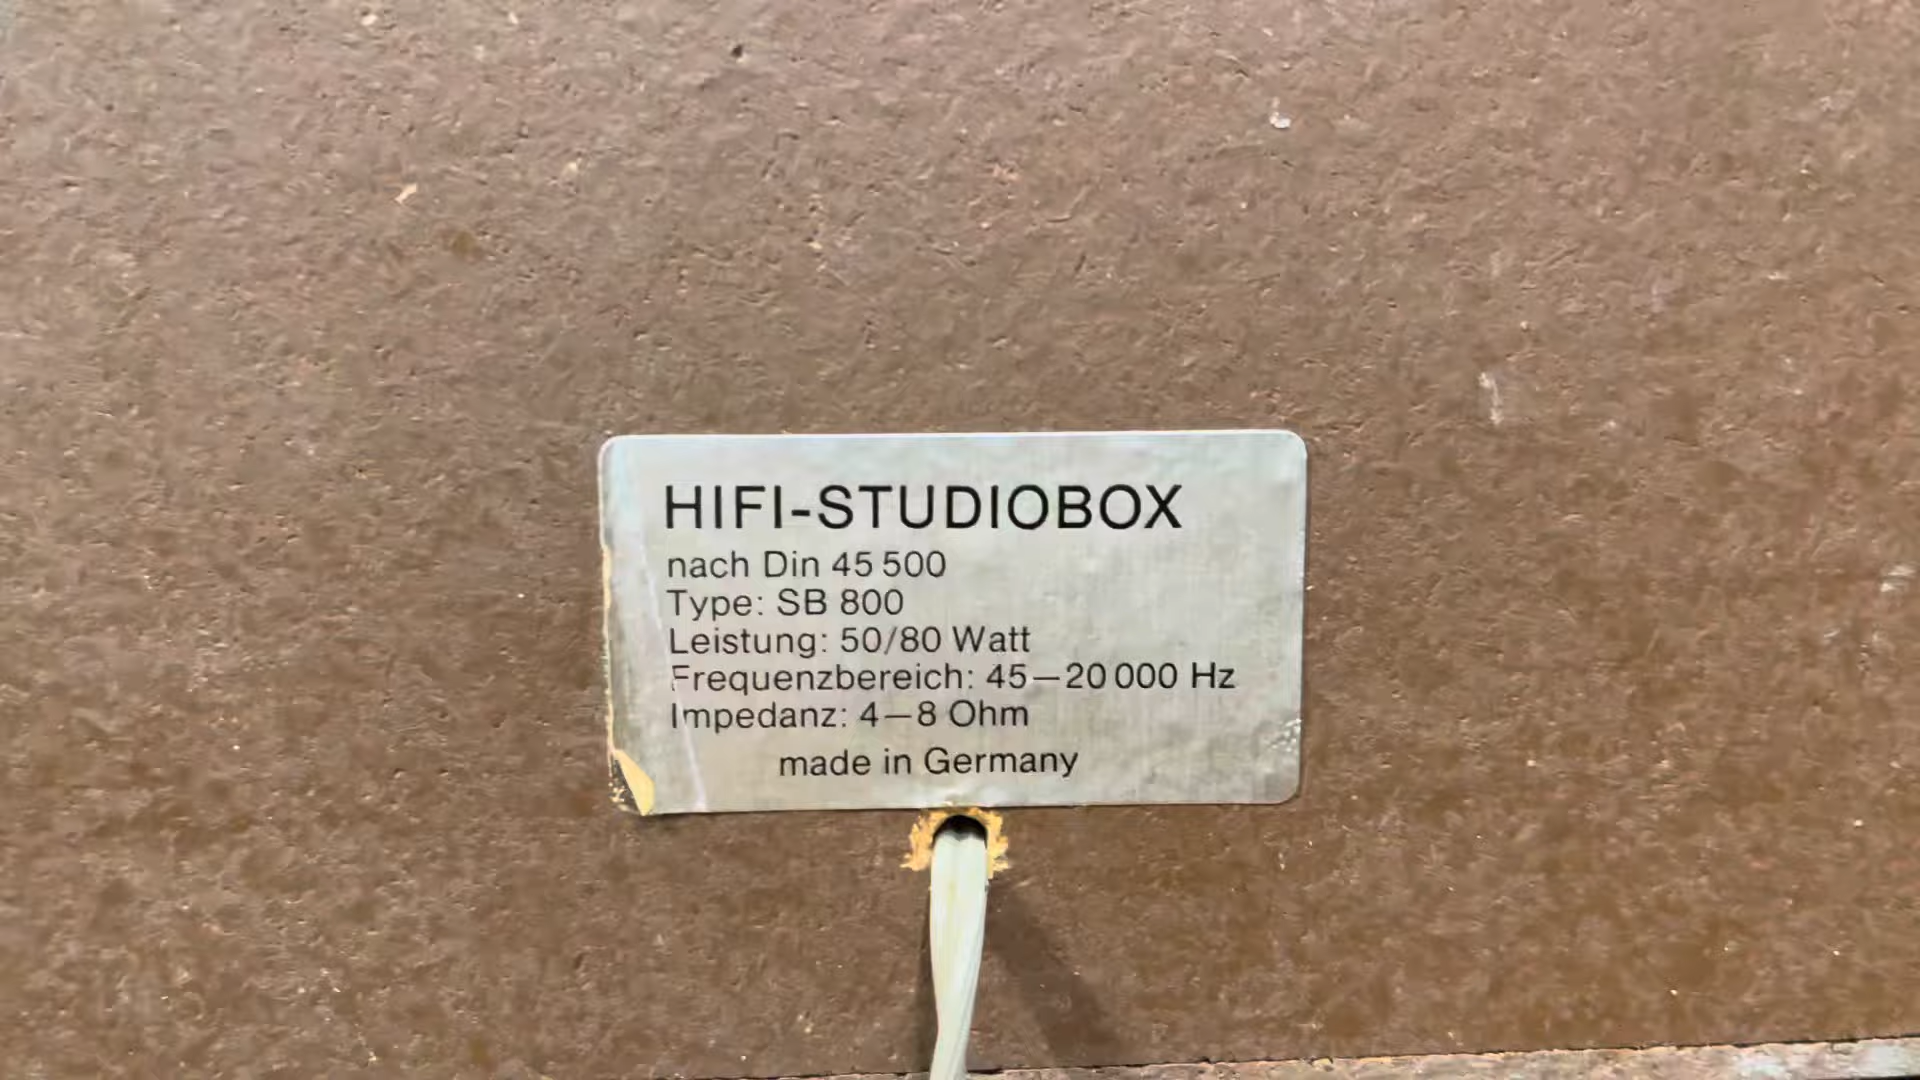 HIFI-STUDIOBOX
nach Din 45 500
Type: SB 800
Leistung: 50/80 Watt
Frequenzbereich: 45—20 000 Hz
Impedanz: 4—8 Ohm
made in Germany